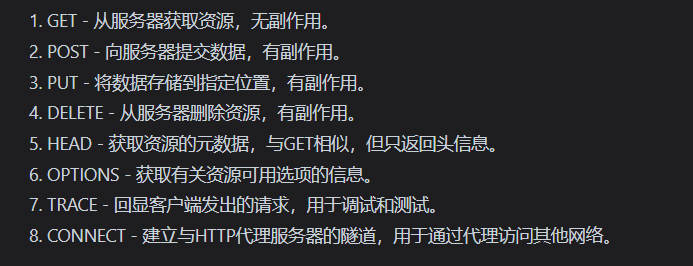 1. GET - 从服务器获取资源，无副作用。
2. POST - 向服务器提交数据，有副作用。
3. PUT - 将数据存储到指定位置，有副作用。
4. DELETE - 从服务器删除资源，有副作用。
5. HEAD - 获取资源的元数据，与GET相似，但只返回头信息。
6. OPTIONS - 获取有关资源可用选项的信息。
7. TRACE - 回显客户端发出的请求，用于调试和测试。
8. CONNECT - 建立与HTTP代理服务器的隧道，用于通过代理访问其他网络。